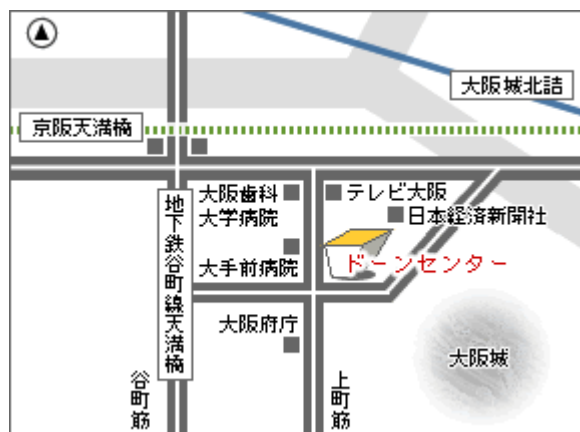 大阪城北詰
京阪天満橋
地下鉄谷町線天満橋
大阪歯科
大学病院
テレビ大阪
日本経済新聞社
大手前病院
ドーンセンター
大阪府庁
大阪城
谷町筋
上町筋